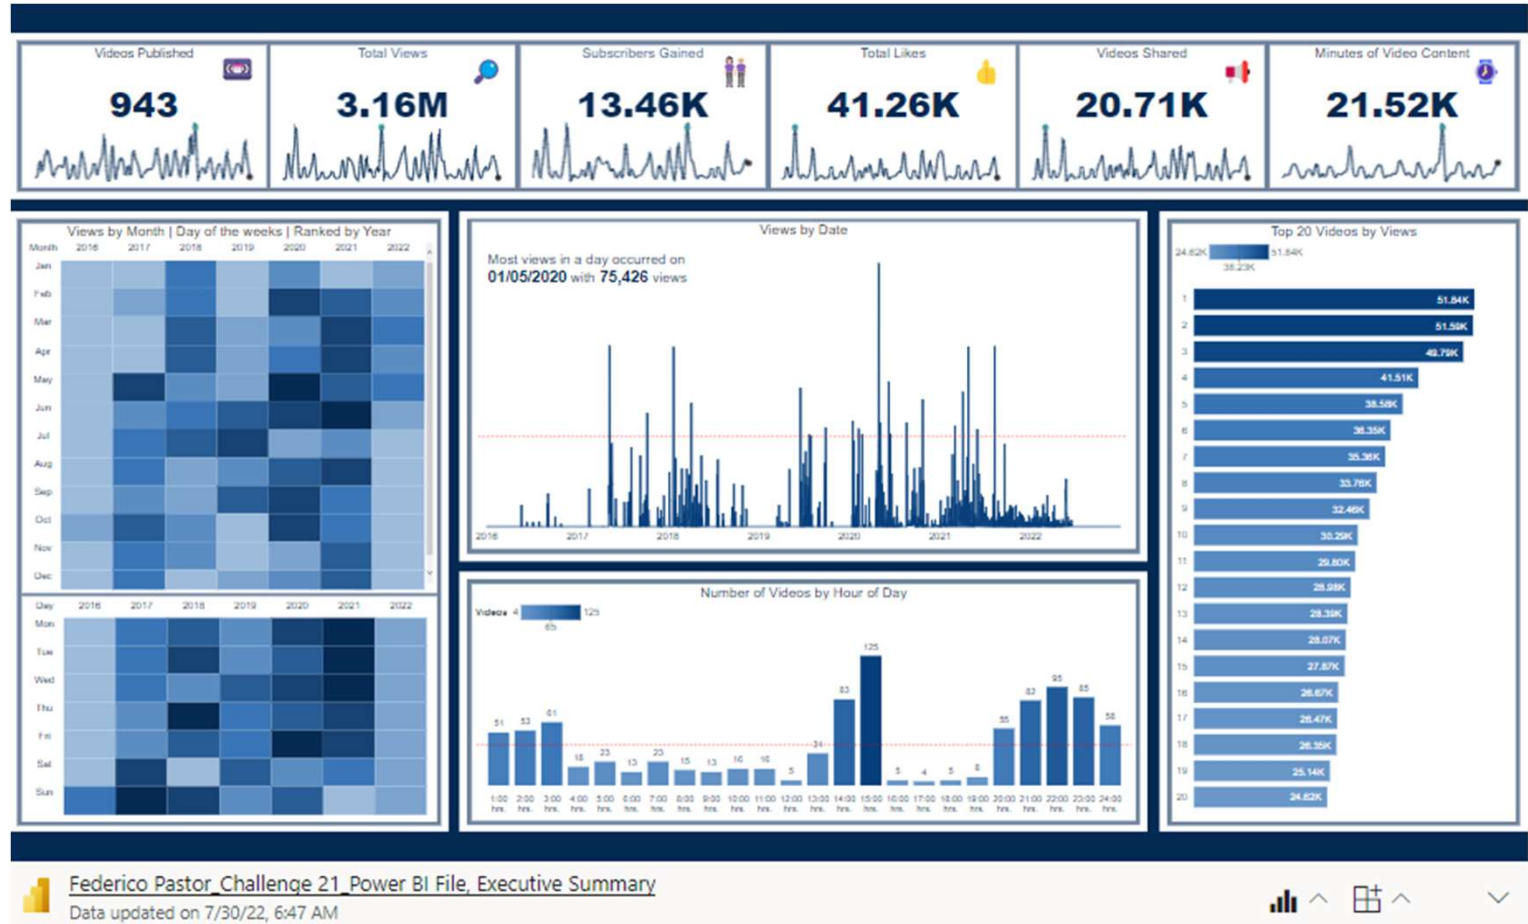 Videos Published
943
Total Views
3.16M
Subscribers Gained
13.46K
Total Likes
41.26K
Videos Shared
20.71K
Minutes of Video Content
21.52K
Views by Month | Day of the weeks | Ranked by Year
Month 2016 2017 2018 2019 2020 2021 2022
Jan
Feb
Mar
Apr
May
Jun
Jul
Aug
Sep
Oct
Nov
Dec
Day 2016 2017 2018 2019 2020 2021 2022
Mon
Tue
Wed
Thu
Fri
Sat
Sun
Views by Date
Most views in a day occurred on
01/05/2020 with 75,426 views
2016 2017 2018 2019 2020 2021 2022
Number of Videos by Hour of Day
Videos 4 125
65
51 53 61 18 23 13 23 15 13 16 16 5 31 83 125 5 4 5 8 55 82 95 85 58
1:00 2:00 3:00 4:00 5:00 6:00 7:00 8:00 9:00 10:00 11:00 12:00 13:00 14:00 15:00 16:00 17:00 18:00 19:00 20:00 21:00 22:00 23:00 24:00
hrs. hrs. hrs. hrs. hrs. hrs. hrs. hrs. hrs. hrs. hrs. hrs. hrs. hrs. hrs. hrs. hrs. hrs. hrs. hrs. hrs. hrs. hrs. hrs.
Top 20 Videos by Views
24.62K 51.84K
38.23K
1 51.84K
2 51.59K
3 49.79K
4 41.51K
5 38.58K
6 36.35K
7 35.36K
8 33.76K
9 32.46K
10 30.29K
11 29.80K
12 28.98K
13 28.39K
14 28.07K
15 27.87K
16 26.67K
17 26.47K
18 26.35K
19 25.14K
20 24.62K
Federico Pastor_Challenge 21_Power BI File, Executive Summary
Data updated on 7/30/22, 6:47 AM